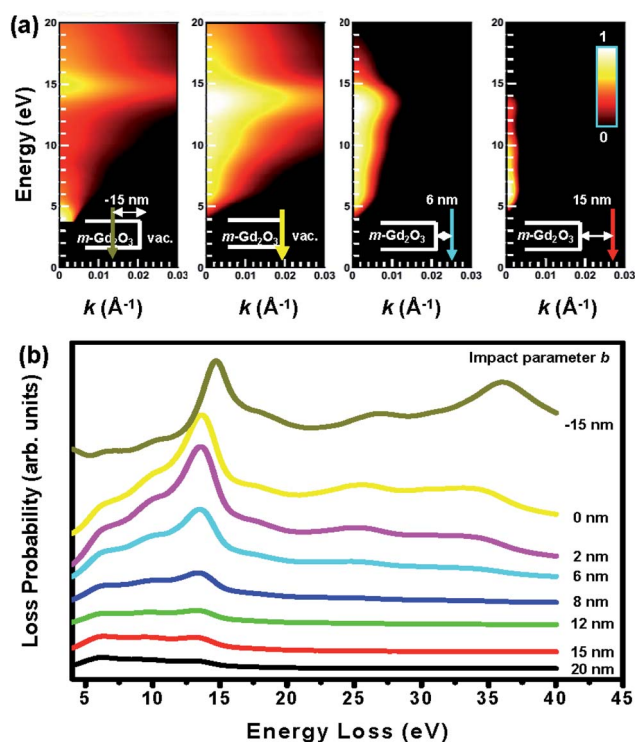 (a)
20
15
10
5
0
Energy (eV)
-15 nm
m-Gd₂O₃
vac.
0
0.01
0.02
0.03
k (Å⁻¹)
20
15
10
5
0
m-Gd₂O₃
vac.
0
0.01
0.02
0.03
k (Å⁻¹)
20
15
10
5
0
6 nm
m-Gd₂O₃
0
0.01
0.02
0.03
k (Å⁻¹)
20
15
10
5
0
1
0
15 nm
m-Gd₂O₃
0
0.01
0.02
0.03
k (Å⁻¹)
(b)
Loss Probability (arb. units)
Impact parameter b
-15 nm
0 nm
2 nm
6 nm
8 nm
12 nm
15 nm
20 nm
5 10 15 20 25 30 35 40 45
Energy Loss (eV)